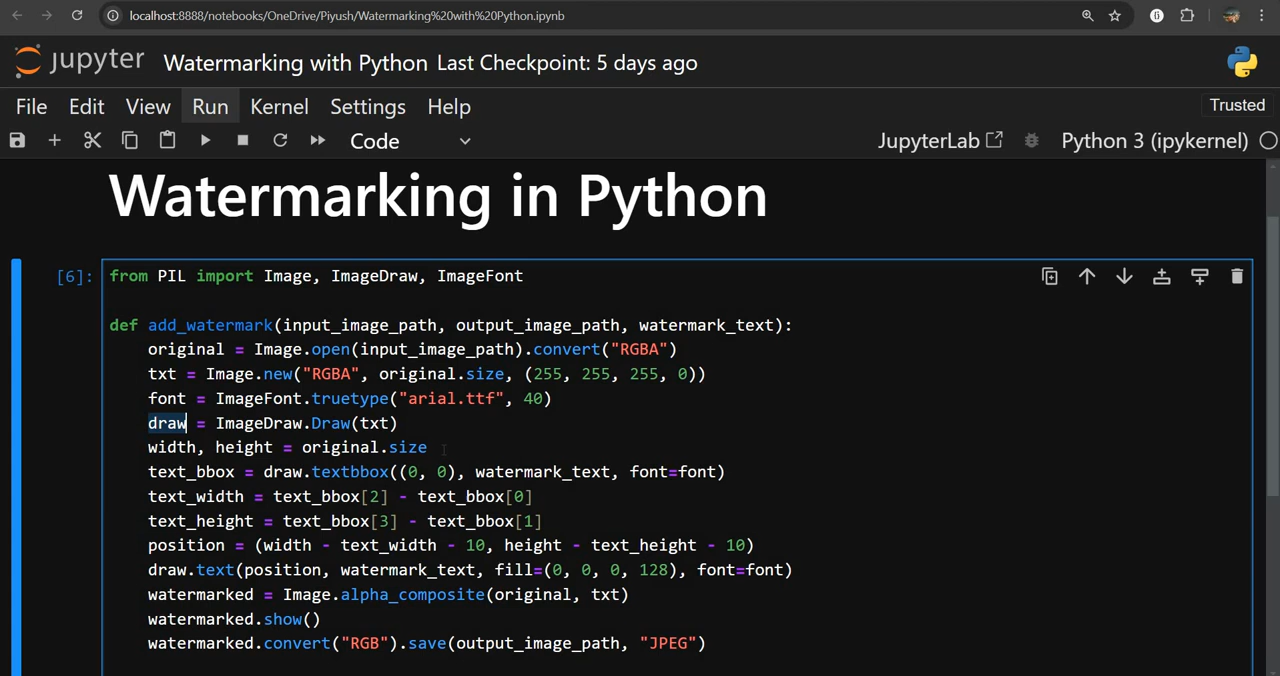 localhost:8888/notebooks/OneDrive/Piyush/Watermarking%20with%20Python.ipynb
jupyter Watermarking with Python Last Checkpoint: 5 days ago
File Edit View Run Kernel Settings Help Trusted
Code JupyterLab Python 3 (ipykernel)
Watermarking in Python
[6]: from PIL import Image, ImageDraw, ImageFont
def add_watermark(input_image_path, output_image_path, watermark_text):
    original = Image.open(input_image_path).convert("RGBA")
    txt = Image.new("RGBA", original.size, (255, 255, 255, 0))
    font = ImageFont.truetype("arial.ttf", 40)
    draw = ImageDraw.Draw(txt)
    width, height = original.size
    text_bbox = draw.textbbox((0, 0), watermark_text, font=font)
    text_width = text_bbox[2] - text_bbox[0]
    text_height = text_bbox[3] - text_bbox[1]
    position = (width - text_width - 10, height - text_height - 10)
    draw.text(position, watermark_text, fill=(0, 0, 0, 128), font=font)
    watermarked = Image.alpha_composite(original, txt)
    watermarked.show()
    watermarked.convert("RGB").save(output_image_path, "JPEG")